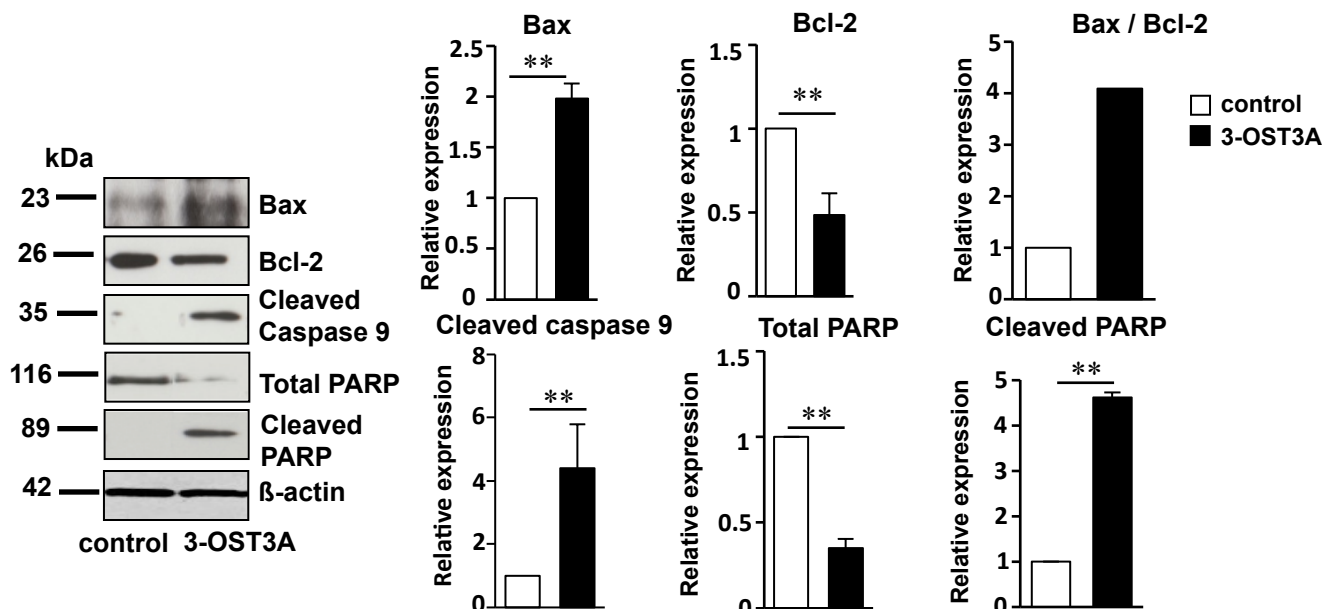 kDa
23
Bax
26
Bcl-2
35
Cleaved
Caspase 9
116
Total PARP
89
Cleaved
PARP
42
ß-actin
control 3-OST3A
Bax
Relative expression
2.5
2
1.5
1
0.5
0
**
Bcl-2
Relative expression
1.5
1
0.5
0
**
Bax / Bcl-2
Relative expression
5
4
3
2
1
0
control
3-OST3A
Cleaved caspase 9
Relative expression
8
6
4
2
0
**
Total PARP
Relative expression
1.5
1
0.5
0
**
Cleaved PARP
Relative expression
5
4
3
2
1
0
**